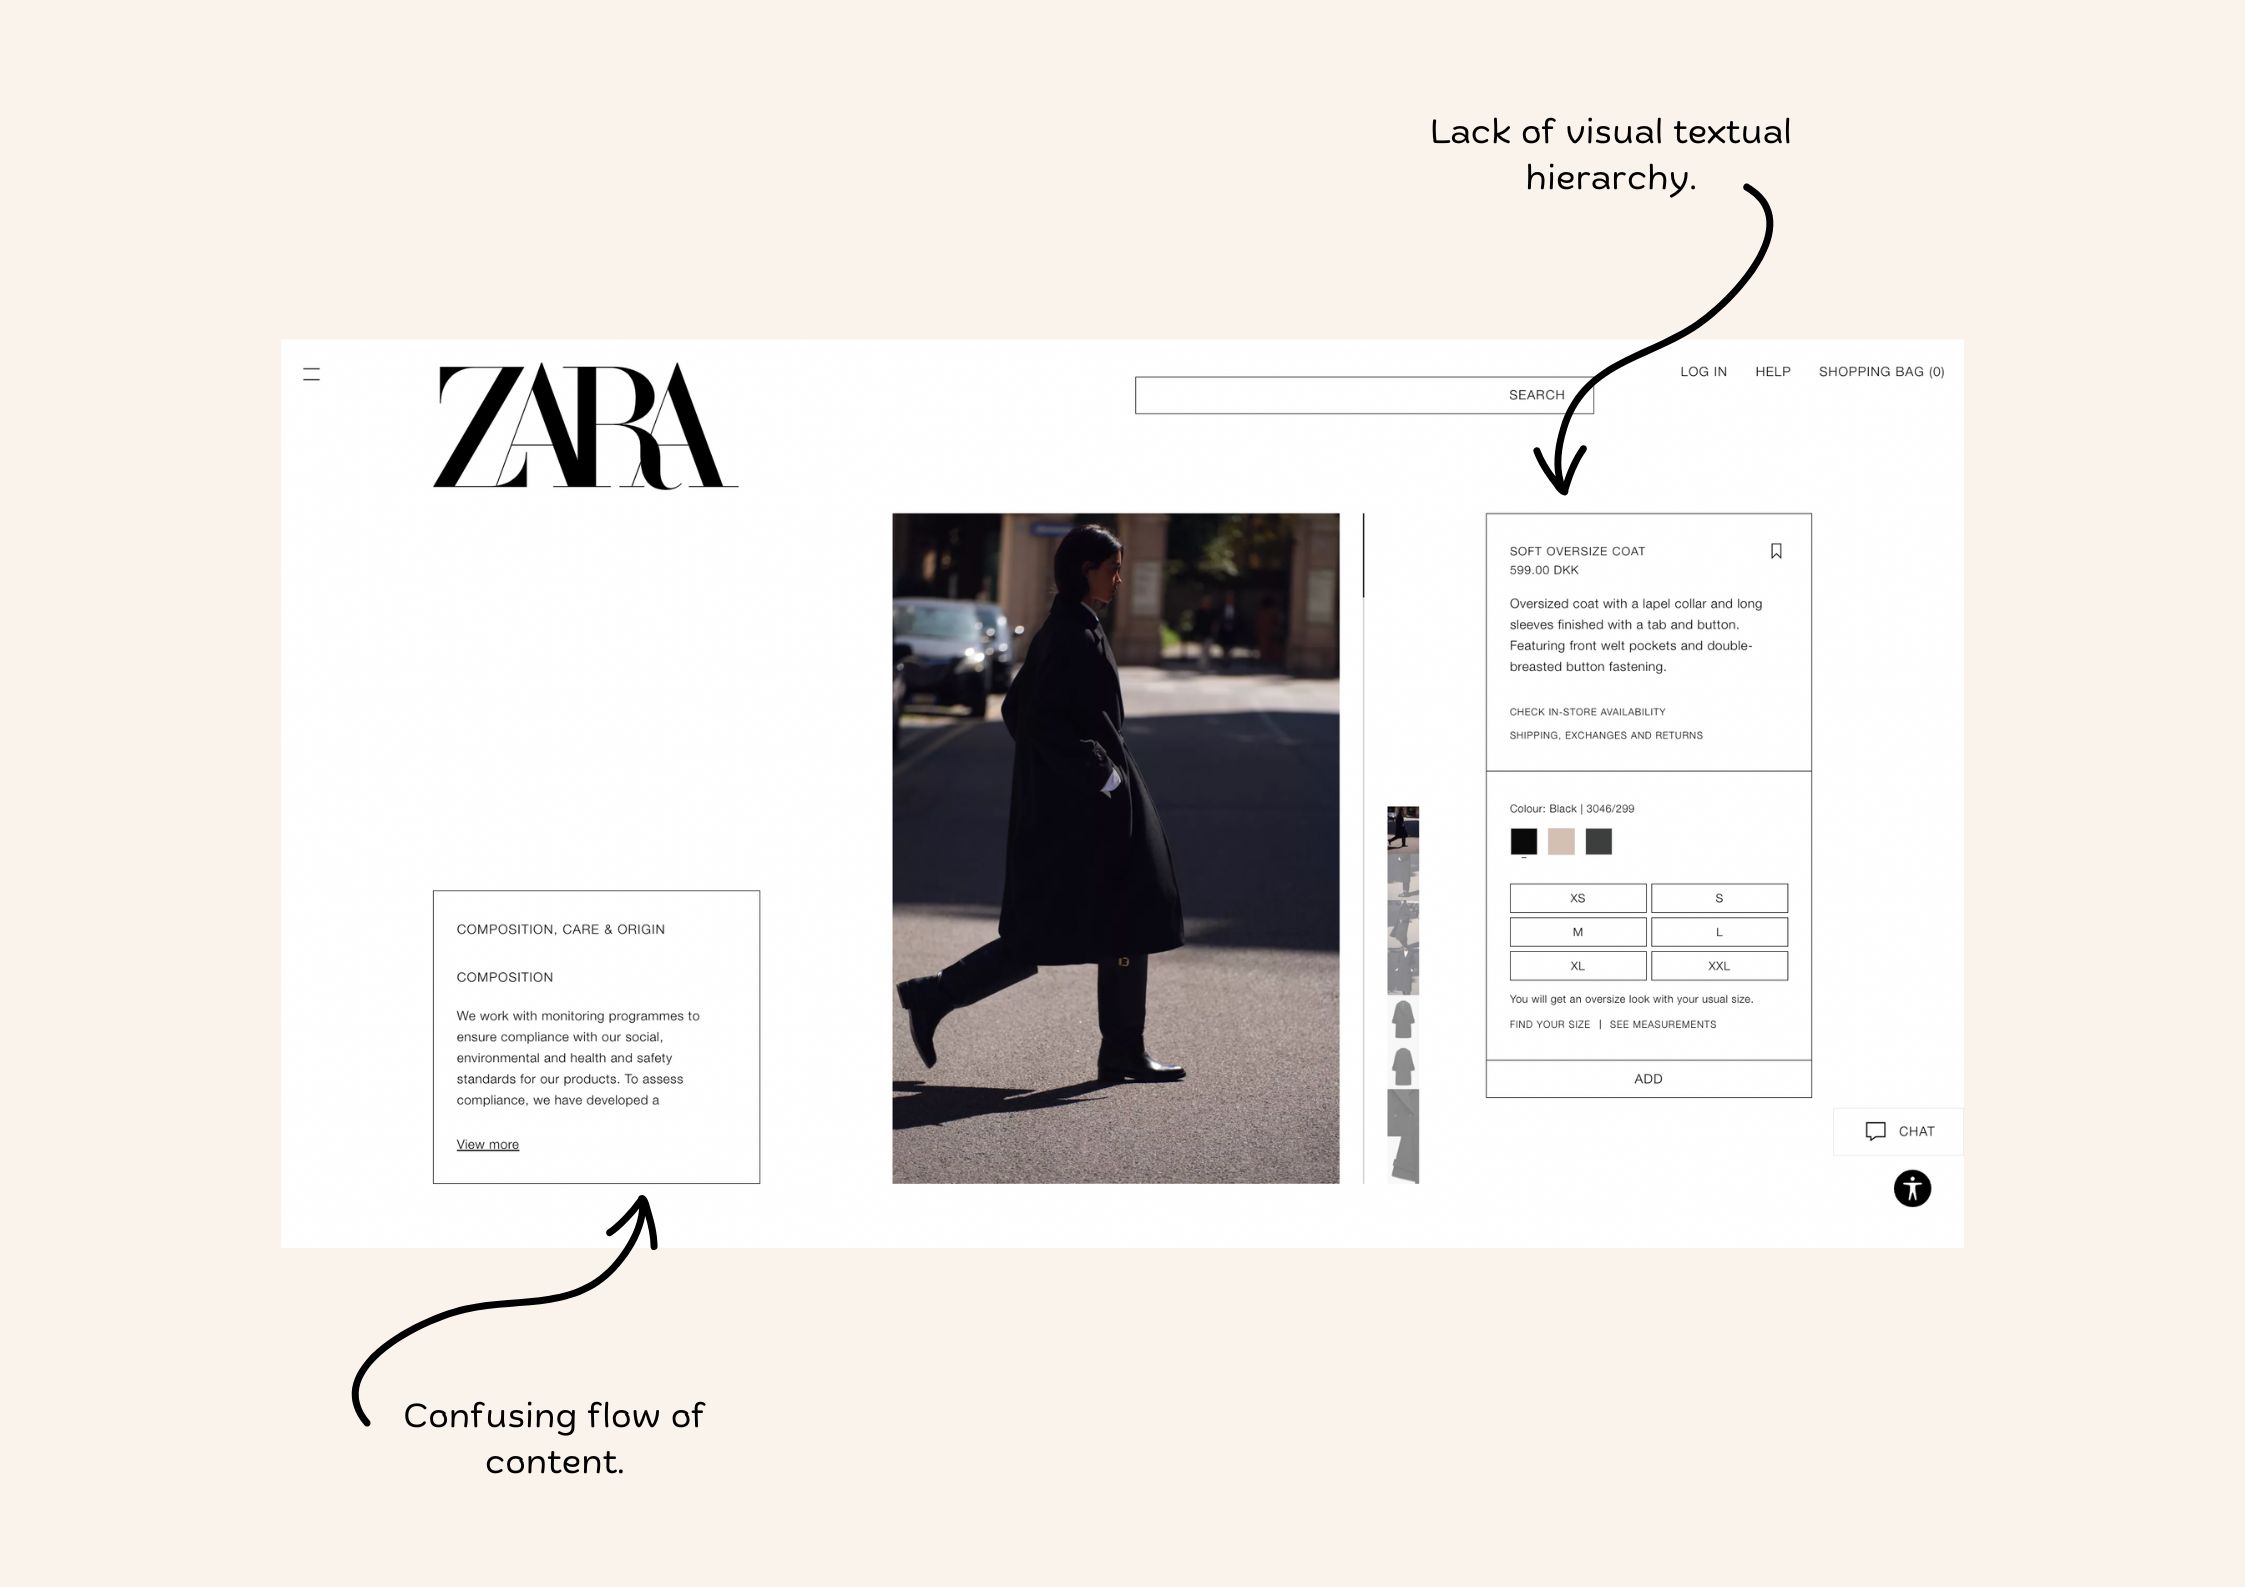 Lack of visual textual
hierarchy.
ZARA
SEARCH
LOG IN
HELP
SHOPPING BAG (0)
SOFT OVERSIZE COAT
599.00 DKK
Oversized coat with a lapel collar and long
sleeves finished with a tab and button.
Featuring front welt pockets and double-
breasted button fastening.
CHECK IN-STORE AVAILABILITY
SHIPPING, EXCHANGES AND RETURNS
Colour: Black | 3046/299
XS
S
M
L
XL
XXL
You will get an oversize look with your usual size.
FIND YOUR SIZE | SEE MEASUREMENTS
ADD
COMPOSITION, CARE & ORIGIN
COMPOSITION
We work with monitoring programmes to
ensure compliance with our social,
environmental and health and safety
standards for our products. To assess
compliance, we have developed a
View more
CHAT
Confusing flow of
content.